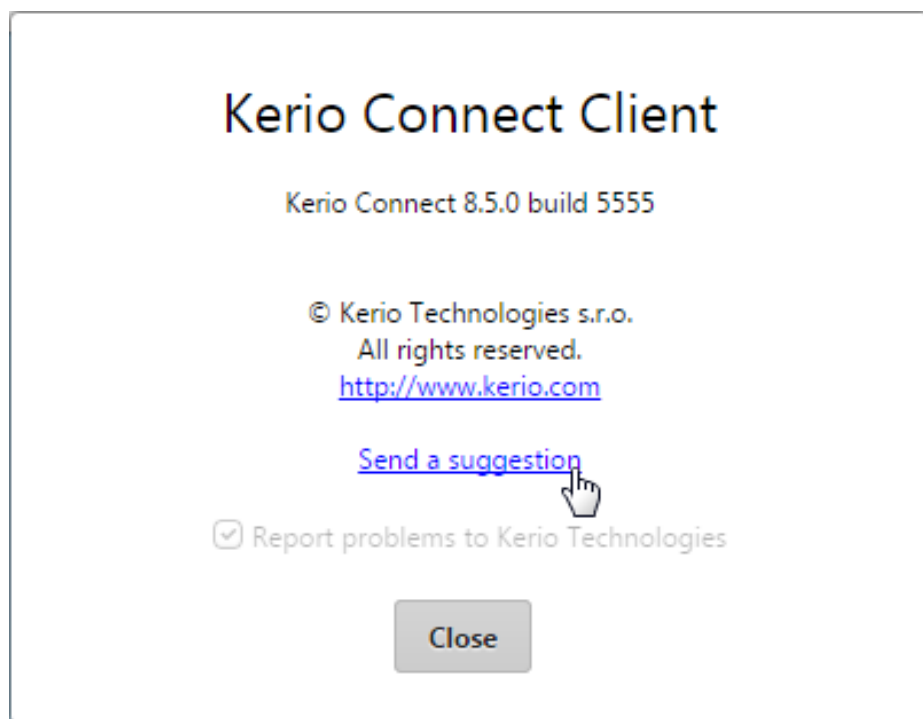 Kerio Connect Client
Kerio Connect 8.5.0 build 5555
© Kerio Technologies s.r.o.
All rights reserved.
http://www.kerio.com
Send a suggestion
Report problems to Kerio Technologies
Close